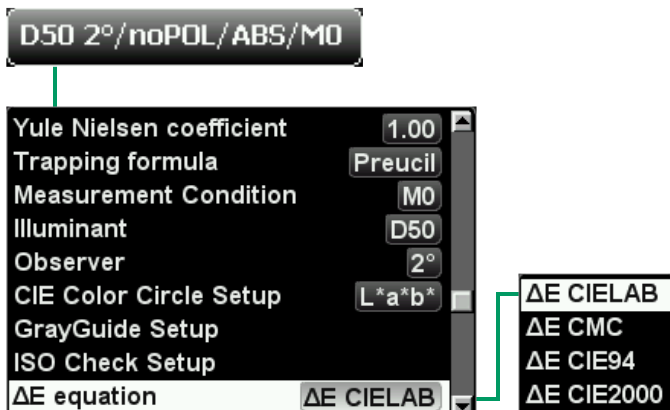 D50 2°/noPOL/ABS/M0
Yule Nielsen coefficient 1.00
Trapping formula Preucil
Measurement Condition M0
Illuminant D50
Observer 2°
CIE Color Circle Setup L*a*b*
GrayGuide Setup
ISO Check Setup
ΔE equation ΔE CIELAB
ΔE CIELAB
ΔE CMC
ΔE CIE94
ΔE CIE2000